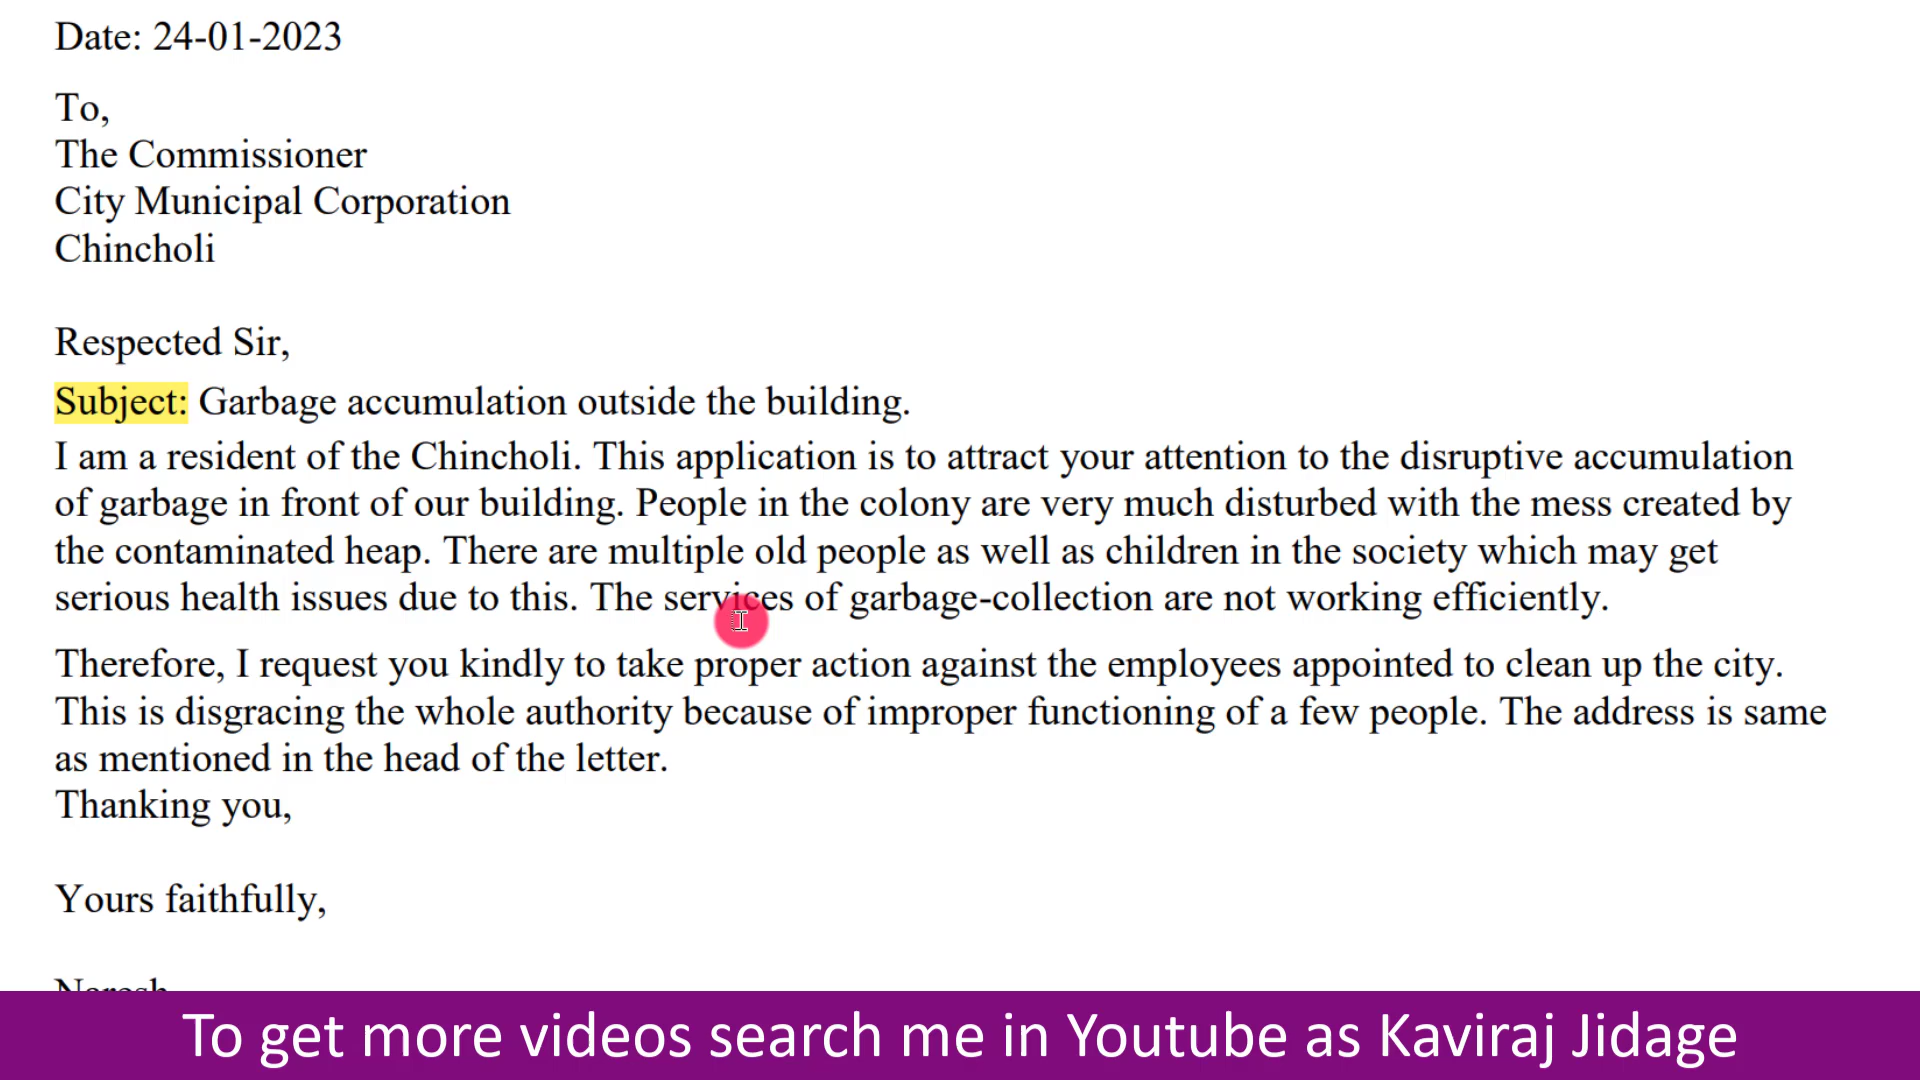 Date: 24-01-2023
To,
The Commissioner
City Municipal Corporation
Chincholi
Respected Sir,
Subject: Garbage accumulation outside the building.
I am a resident of the Chincholi. This application is to attract your attention to the disruptive accumulation
of garbage in front of our building. People in the colony are very much disturbed with the mess created by
the contaminated heap. There are multiple old people as well as children in the society which may get
serious health issues due to this. The services of garbage-collection are not working efficiently.
Therefore, I request you kindly to take proper action against the employees appointed to clean up the city.
This is disgracing the whole authority because of improper functioning of a few people. The address is same
as mentioned in the head of the letter.
Thanking you,
Yours faithfully,
Naresh
To get more videos search me in Youtube as Kaviraj Jidage